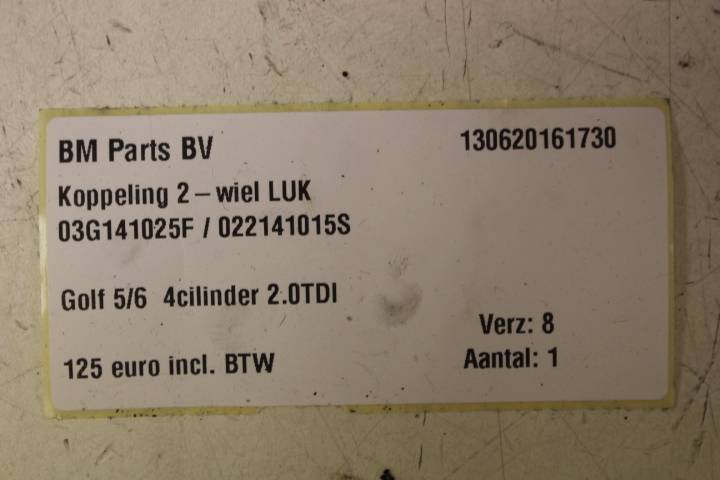 BM Parts BV 130620161730
Koppeling 2 – wiel LUK
03G141025F / 022141015S
Golf 5/6 4cilinder 2.0TDI
Verz: 8
125 euro incl. BTW Aantal: 1